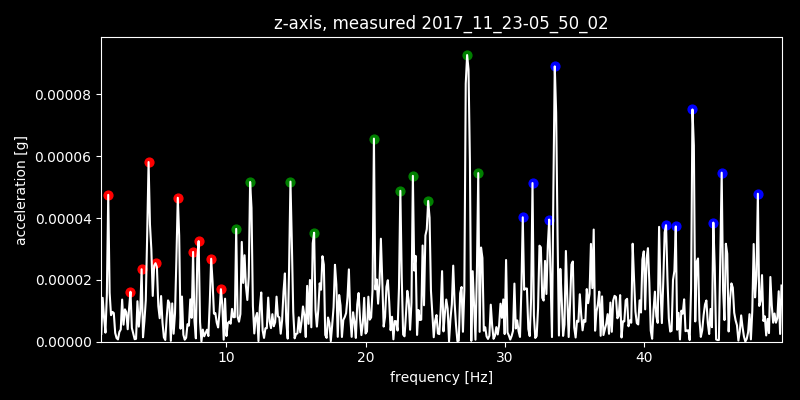 z-axis, measured 2017_11_23-05_50_02
0.00008
0.00006
0.00004
0.00002
0.00000
acceleration [g]
10 20 30 40
frequency [Hz]